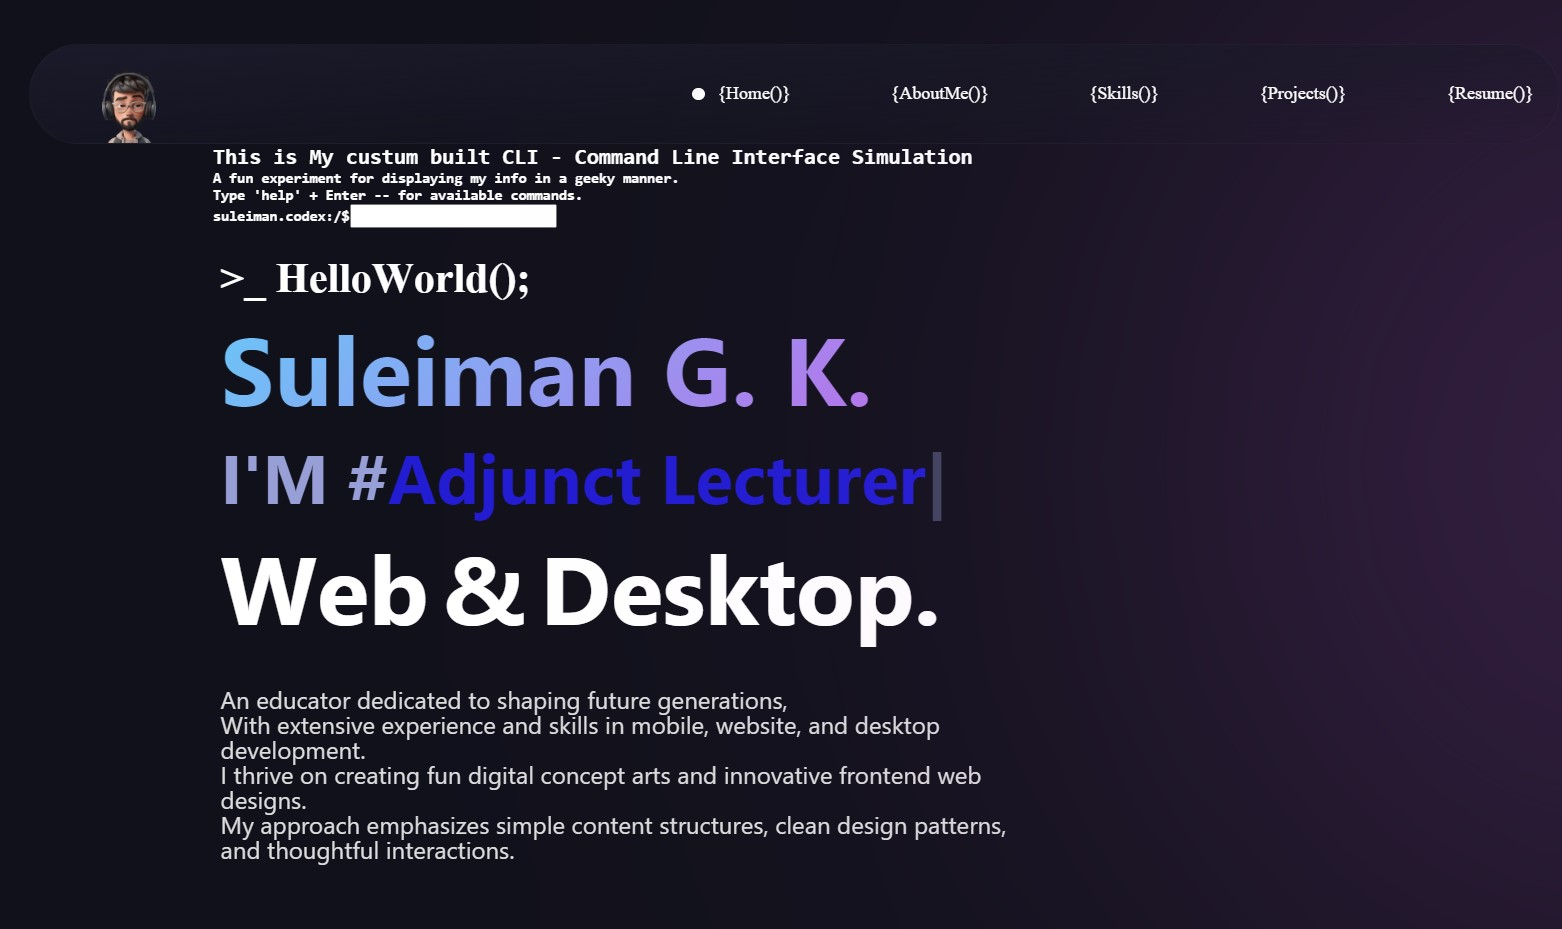 {Home()} {AboutMe()} {Skills()} {Projects()} {Resume()}
This is My custum built CLI - Command Line Interface Simulation
A fun experiment for displaying my info in a geeky manner.
Type 'help' + Enter -- for available commands.
suleiman.codex:/$
>_ HelloWorld();
Suleiman G. K.
I'M #Adjunct Lecturer|
Web & Desktop.
An educator dedicated to shaping future generations,
With extensive experience and skills in mobile, website, and desktop
development.
I thrive on creating fun digital concept arts and innovative frontend web
designs.
My approach emphasizes simple content structures, clean design patterns,
and thoughtful interactions.